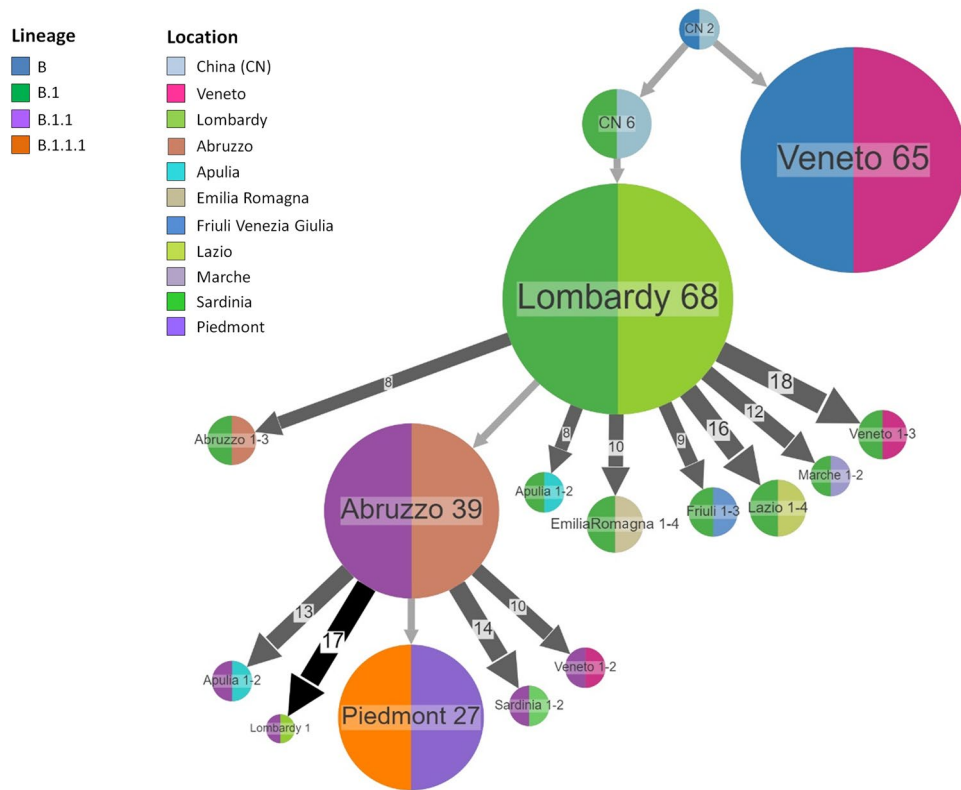 Lineage
B
B.1
B.1.1
B.1.1.1
Location
China (CN)
Veneto
Lombardy
Abruzzo
Apulia
Emilia Romagna
Friuli Venezia Giulia
Lazio
Marche
Sardinia
Piedmont
CN 2
CN 6
Veneto 65
Lombardy 68
8
18
12
16
9
10
8
Abruzzo 1-3
Veneto 1-3
Marche 1-2
Apulia 1-2
EmiliaRomagna 1-4
Friuli 1-3
Lazio 1-4
Abruzzo 39
13
17
14
10
Apulia 1-2
Lombardy 1
Piedmont 27
Sardinia 1-2
Veneto 1-2